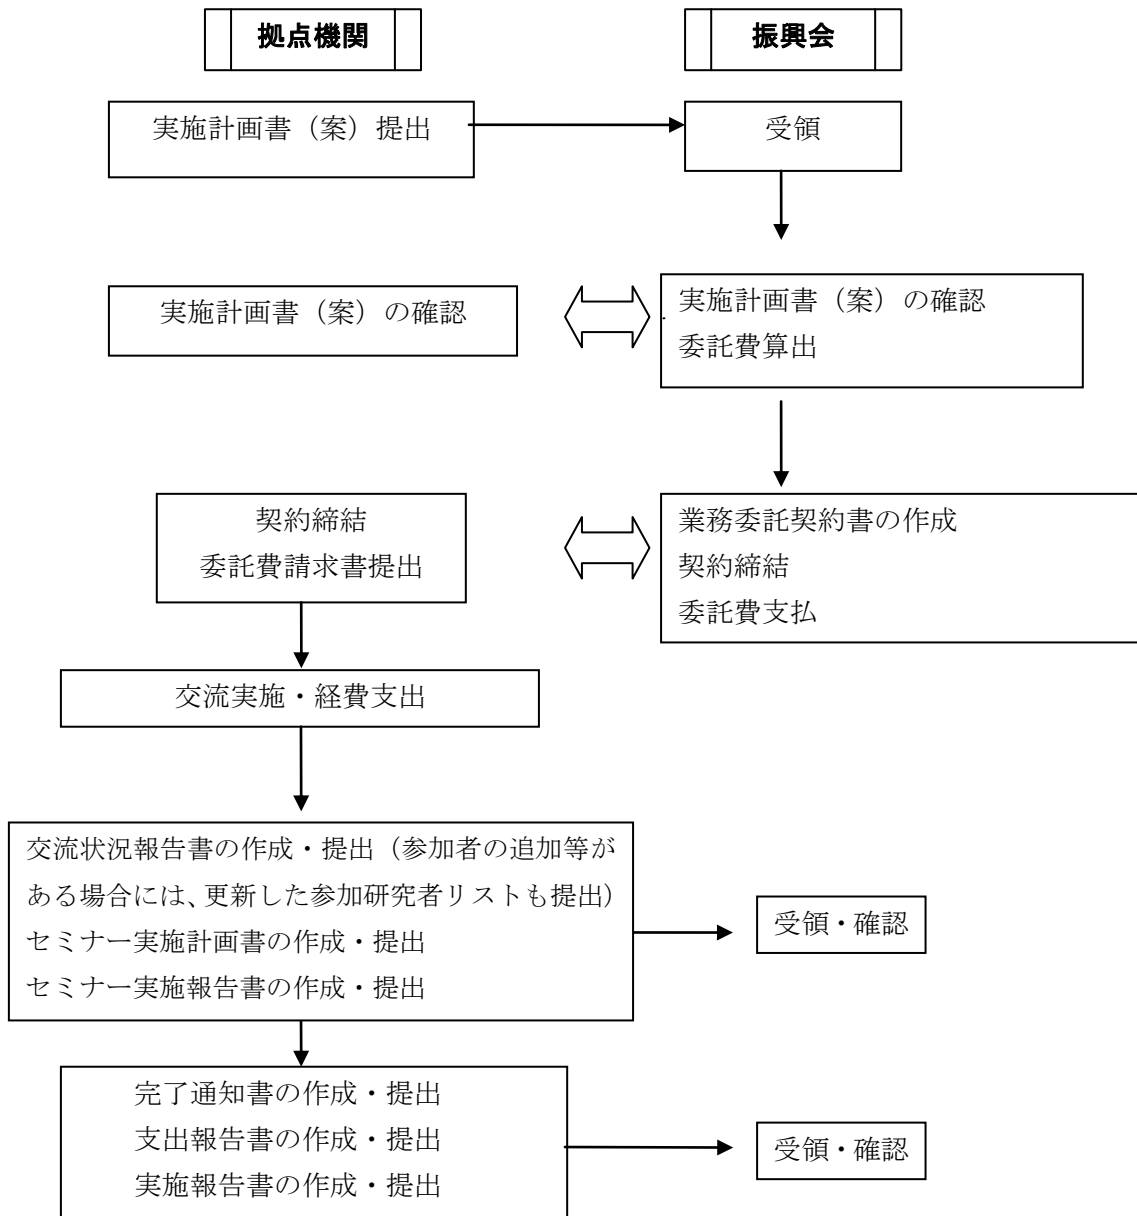 拠点機関
振興会
実施計画書（案）提出
受領
実施計画書（案）の確認
実施計画書（案）の確認
委託費算出
契約締結
委託費請求書提出
業務委託契約書の作成
契約締結
委託費支払
交流実施・経費支出
交流状況報告書の作成・提出（参加者の追加等が
ある場合には、更新した参加研究者リストも提出）
セミナー実施計画書の作成・提出
セミナー実施報告書の作成・提出
受領・確認
完了通知書の作成・提出
支出報告書の作成・提出
実施報告書の作成・提出
受領・確認